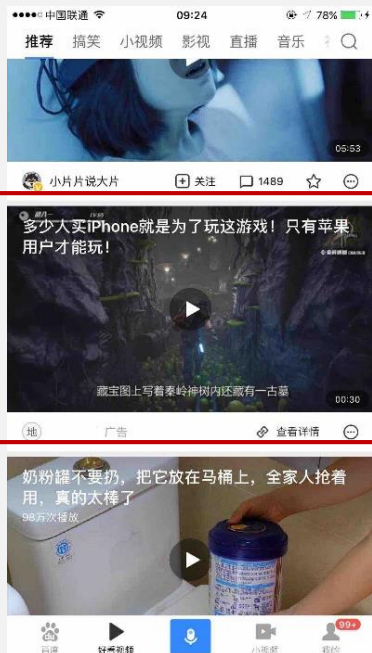 中国联通 09:24 78%
推荐 搞笑 小视频 影视 直播 音乐
05:53
小片片说大片 关注 1489
多少人买iPhone就是为了玩这游戏！只有苹果
用户才能玩！
藏宝图上写着秦岭神树内还藏有一古墓
00:30
地 广告 查看详情
奶粉罐不要扔，把它放在马桶上，全家人抢着
用，真的太棒了
98万次播放
99+
百度 好看视频 小视频 我的